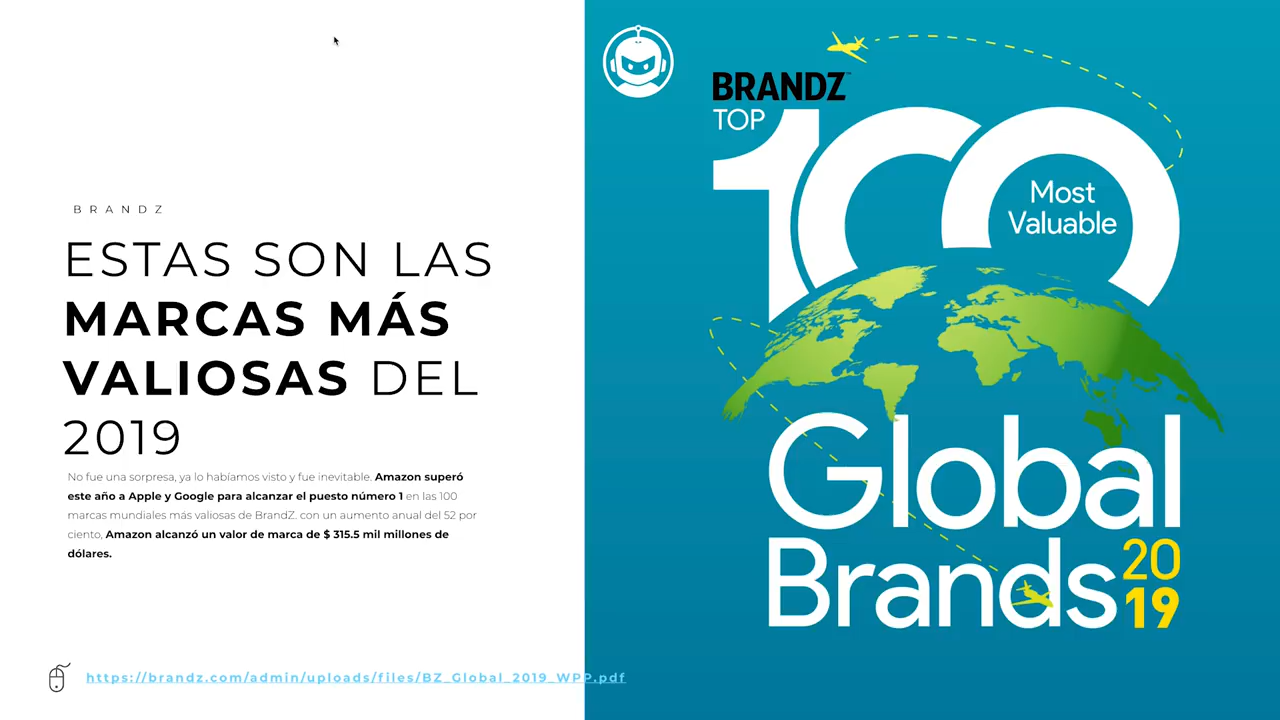 BRANDZ
ESTAS SON LAS
MARCAS MÁS
VALIOSAS DEL
2019
No fue una sorpresa, ya lo habíamos visto y fue inevitable. Amazon superó
este año a Apple y Google para alcanzar el puesto número 1 en las 100
marcas mundiales más valiosas de BrandZ. con un aumento anual del 52 por
ciento, Amazon alcanzó un valor de marca de $ 315.5 mil millones de
dólares.
https://brandz.com/admin/uploads/files/BZ_Global_2019_WPP.pdf
BRANDZ™
TOP
100
Most
Valuable
Global
Brands
20
19